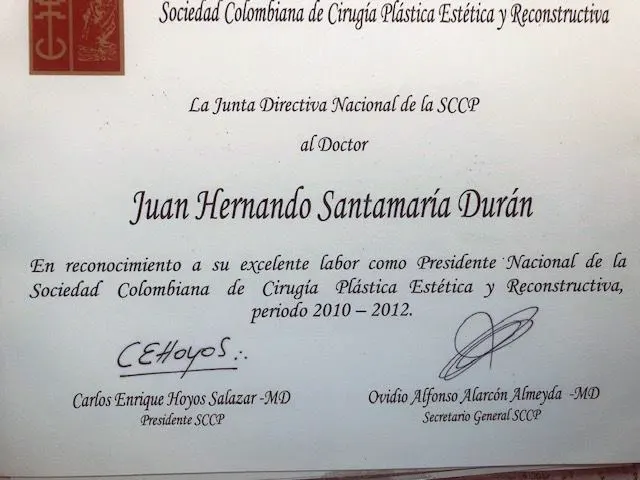 Sociedad Colombiana de Cirugía Plástica Estética y Reconstructiva
La Junta Directiva Nacional de la SCCP
al Doctor
Juan Hernando Santamaría Durán
En reconocimiento a su excelente labor como Presidente Nacional de la
Sociedad Colombiana de Cirugía Plástica Estética y Reconstructiva,
periodo 2010 – 2012.
CEHoyos
Carlos Enrique Hoyos Salazar -MD
Ovidio Alfonso Alarcón Almeyda -MD
Presidente SCCP
Secretario General SCCP